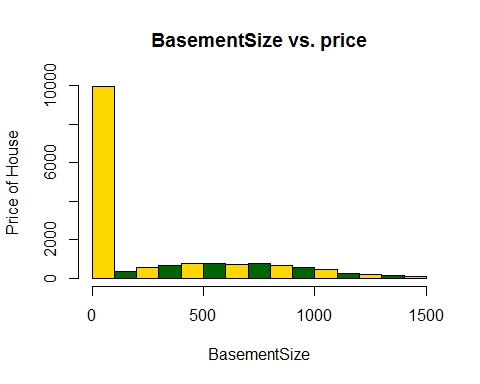 BasementSize vs. price
10000
6000
2000
0
Price of House
0 500 1000 1500
BasementSize